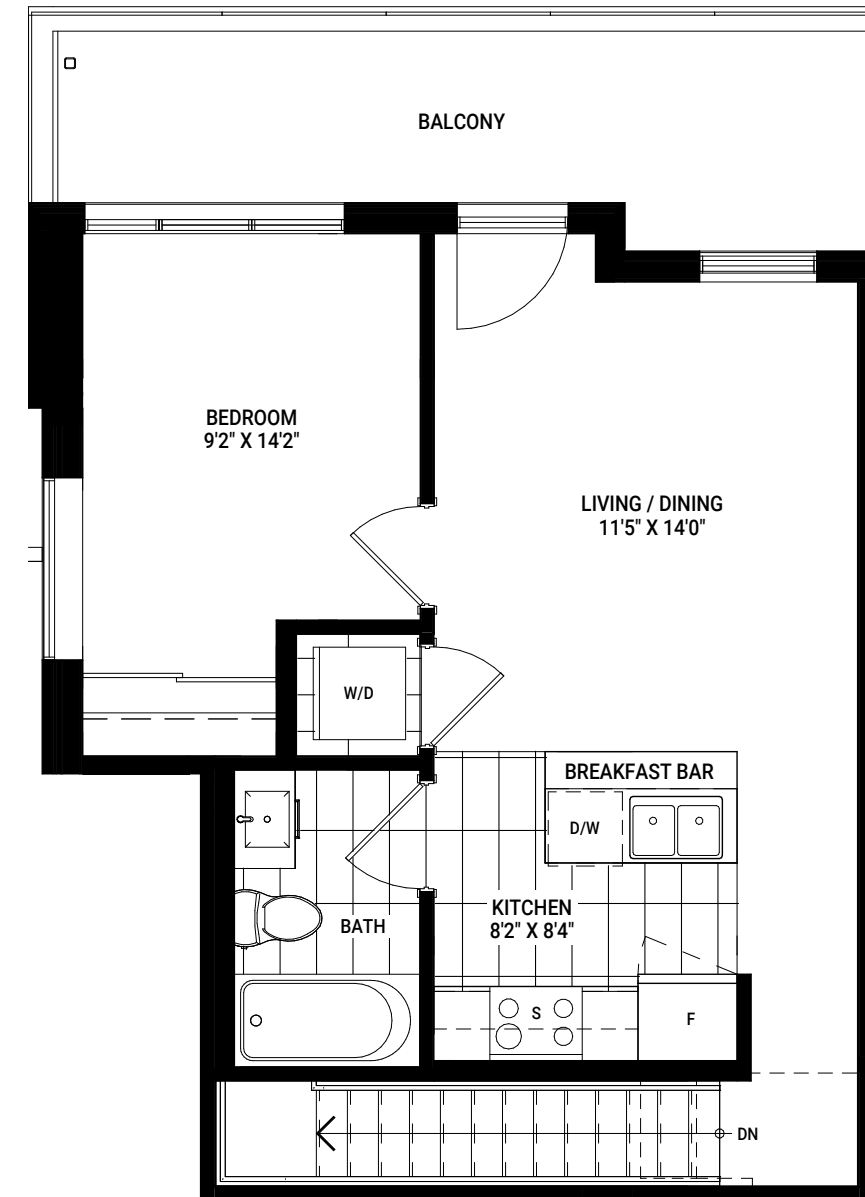 BALCONY
BEDROOM
9'2" X 14'2"
LIVING / DINING
11'5" X 14'0"
W/D
BREAKFAST BAR
D/W
KITCHEN
8'2" X 8'4"
BATH
S
F
DN